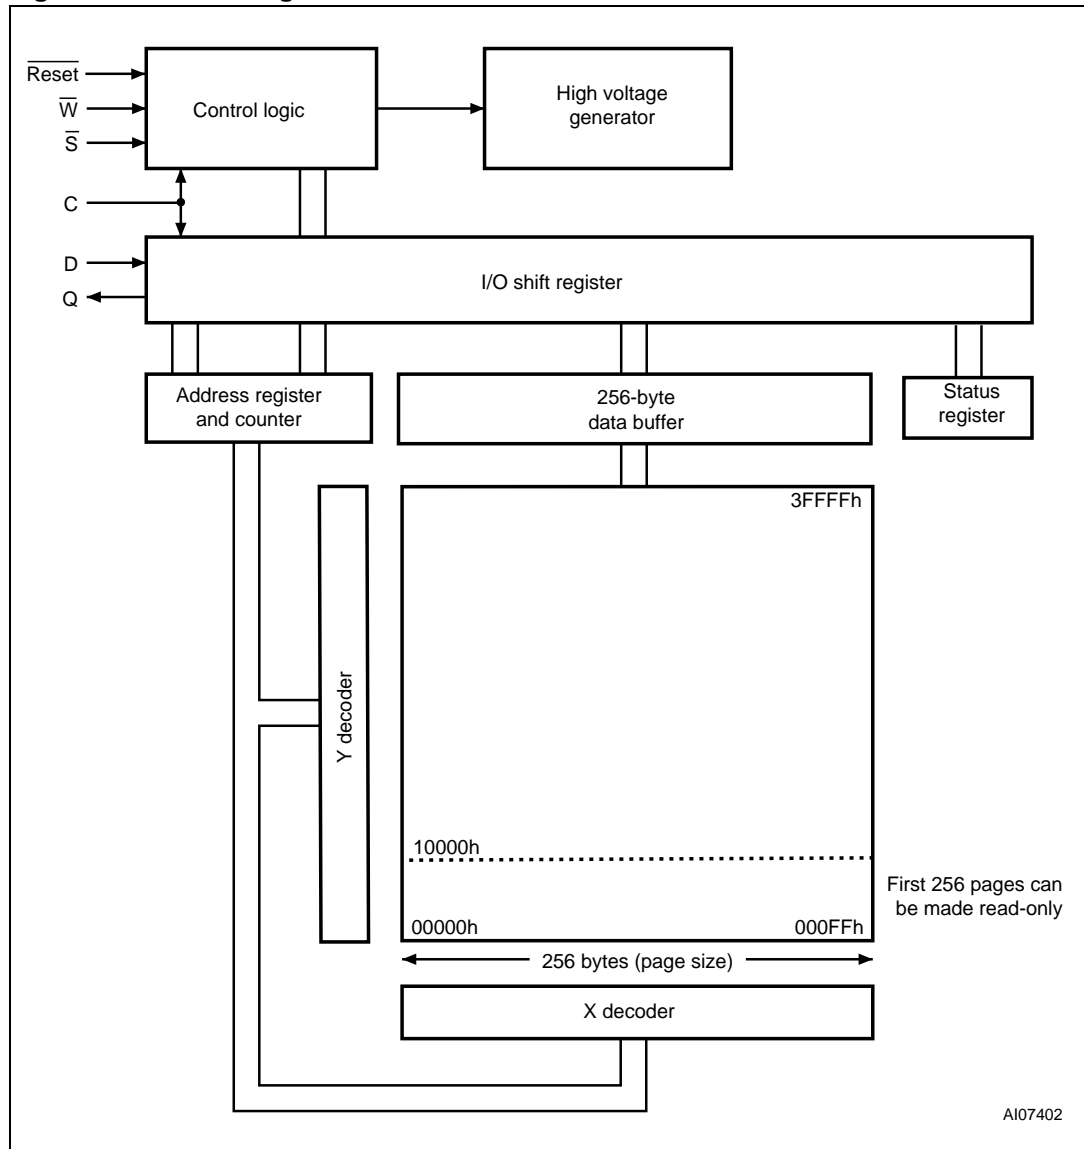 Reset
W
S
C
D
Q
Control logic
High voltage
generator
I/O shift register
Address register
and counter
256-byte
data buffer
Status
register
3FFFFh
Y decoder
10000h
First 256 pages can
be made read-only
00000h
000FFh
256 bytes (page size)
X decoder
AI07402